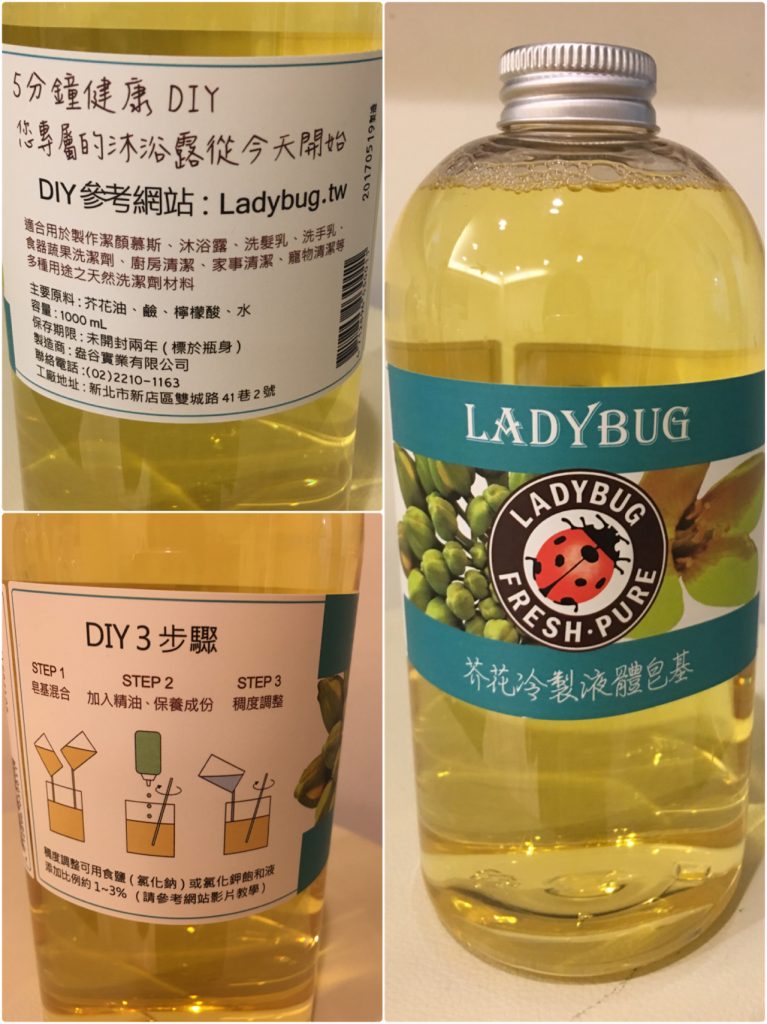 5分鐘健康 DIY
您專屬的沐浴露從今天開始
DIY參考網站：Ladybug.tw
適合用於製作潔顏慕斯、沐浴露、洗髮乳、洗手乳、
食器蔬果洗潔劑、廚房清潔、家事清潔、寵物清潔等
多種用途之天然洗潔劑材料
主要原料：芥花油、鹼、檸檬酸、水
容量：1000 mL
保存期限：未開封兩年（標於瓶身）
製造商：盎谷實業有限公司
聯絡電話：(02)2210-1163
工廠地址：新北市新店區雙城路41巷2號
20170519
LADYBUG
LADYBUG
FRESH·PURE
芥花冷製液體皂基
DIY 3 步驟
STEP 1
皂基混合
STEP 2
加入精油、保養成份
STEP 3
稠度調整
稠度調整可用食鹽（氯化鈉）或氯化鉀飽和液
添加比例約 1~3%（請參考網站影片教學）